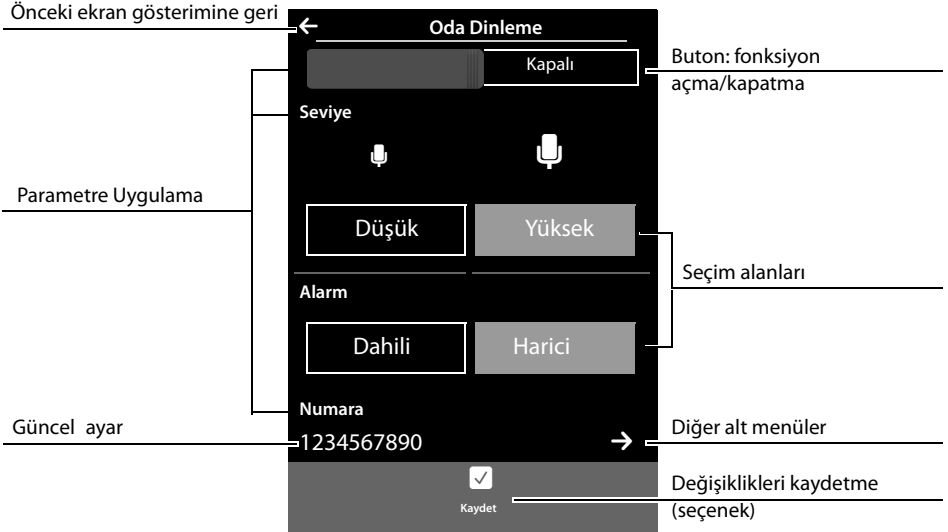 Önceki ekran gösterimine geri
Oda Dinleme
Kapalı
Buton: fonksiyon
açma/kapatma
Seviye
Parametre Uygulama
Düşük
Yüksek
Seçim alanları
Alarm
Dahili
Harici
Numara
Güncel ayar
1234567890
Diğer alt menüler
Kaydet
Değişiklikleri kaydetme
(seçenek)